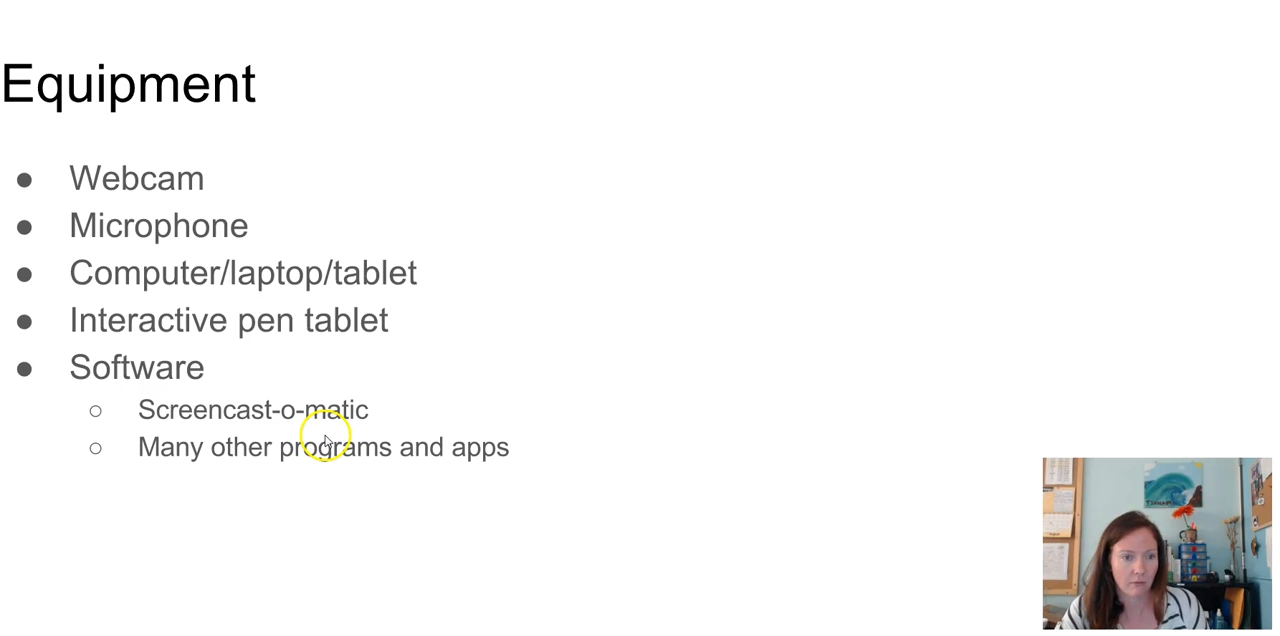 Equipment
Webcam
Microphone
Computer/laptop/tablet
Interactive pen tablet
Software
Screencast-o-matic
Many other programs and apps